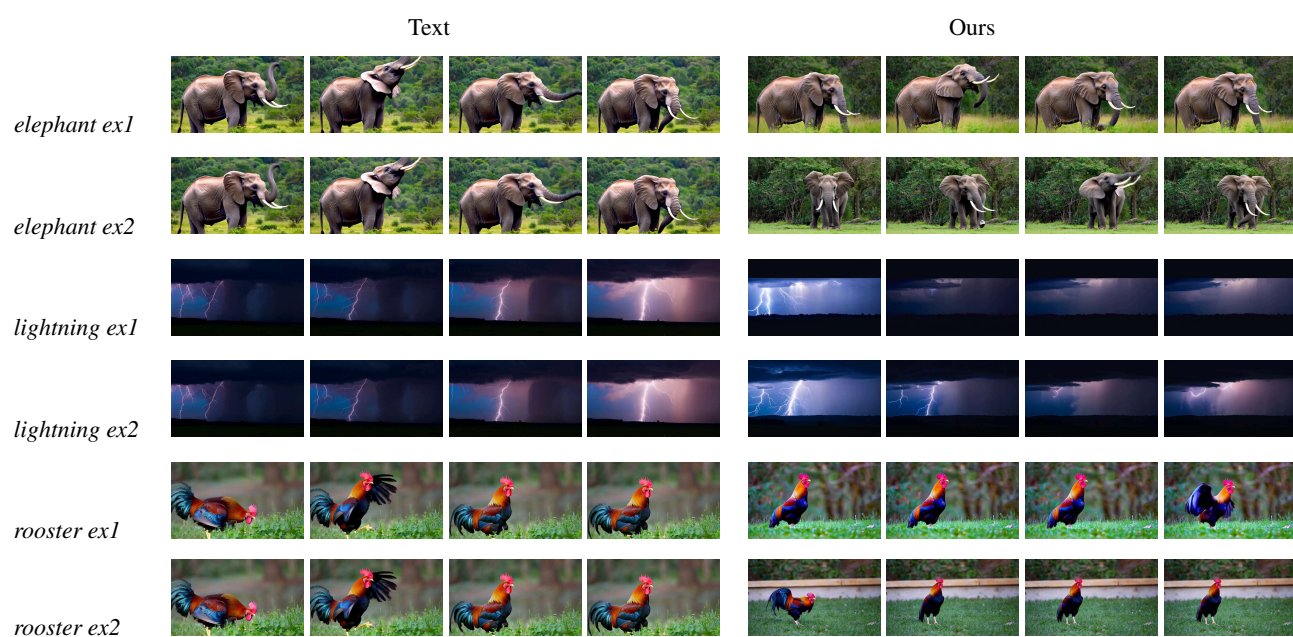 Text
Ours
elephant ex1
elephant ex2
lightning ex1
lightning ex2
rooster ex1
rooster ex2